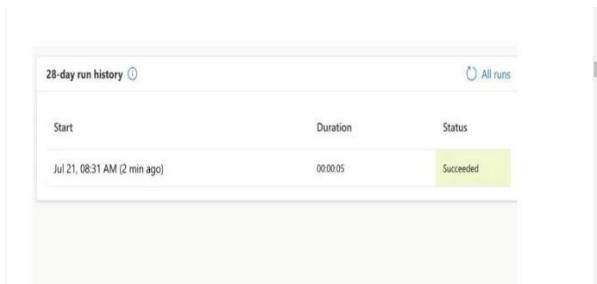 28-day run history All runs
Start Duration Status
Jul 21, 08:31 AM (2 min ago) 00:00:05 Succeeded